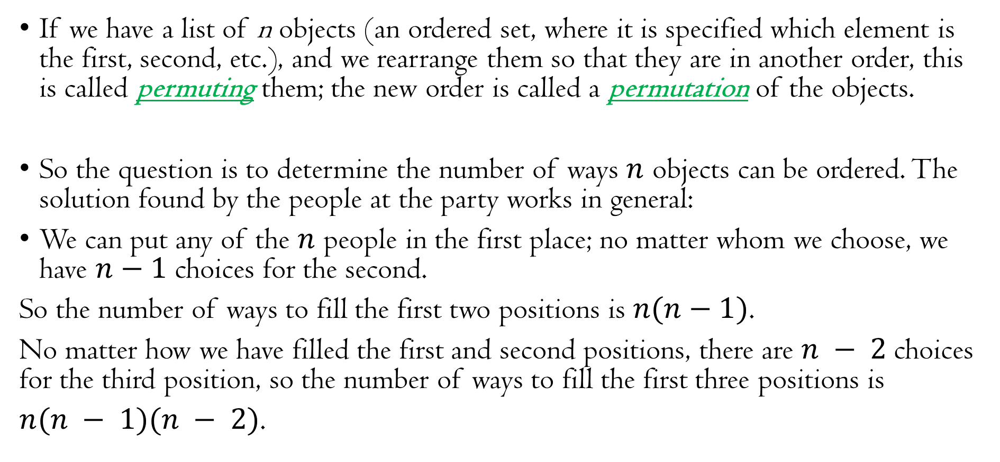 • If we have a list of n objects (an ordered set, where it is specified which element is
the first, second, etc.), and we rearrange them so that they are in another order, this
is called permuting them; the new order is called a permutation of the objects.
• So the question is to determine the number of ways n objects can be ordered. The
solution found by the people at the party works in general:
• We can put any of the n people in the first place; no matter whom we choose, we
have n − 1 choices for the second.
So the number of ways to fill the first two positions is n(n − 1).
No matter how we have filled the first and second positions, there are n − 2 choices
for the third position, so the number of ways to fill the first three positions is
n(n − 1)(n − 2).